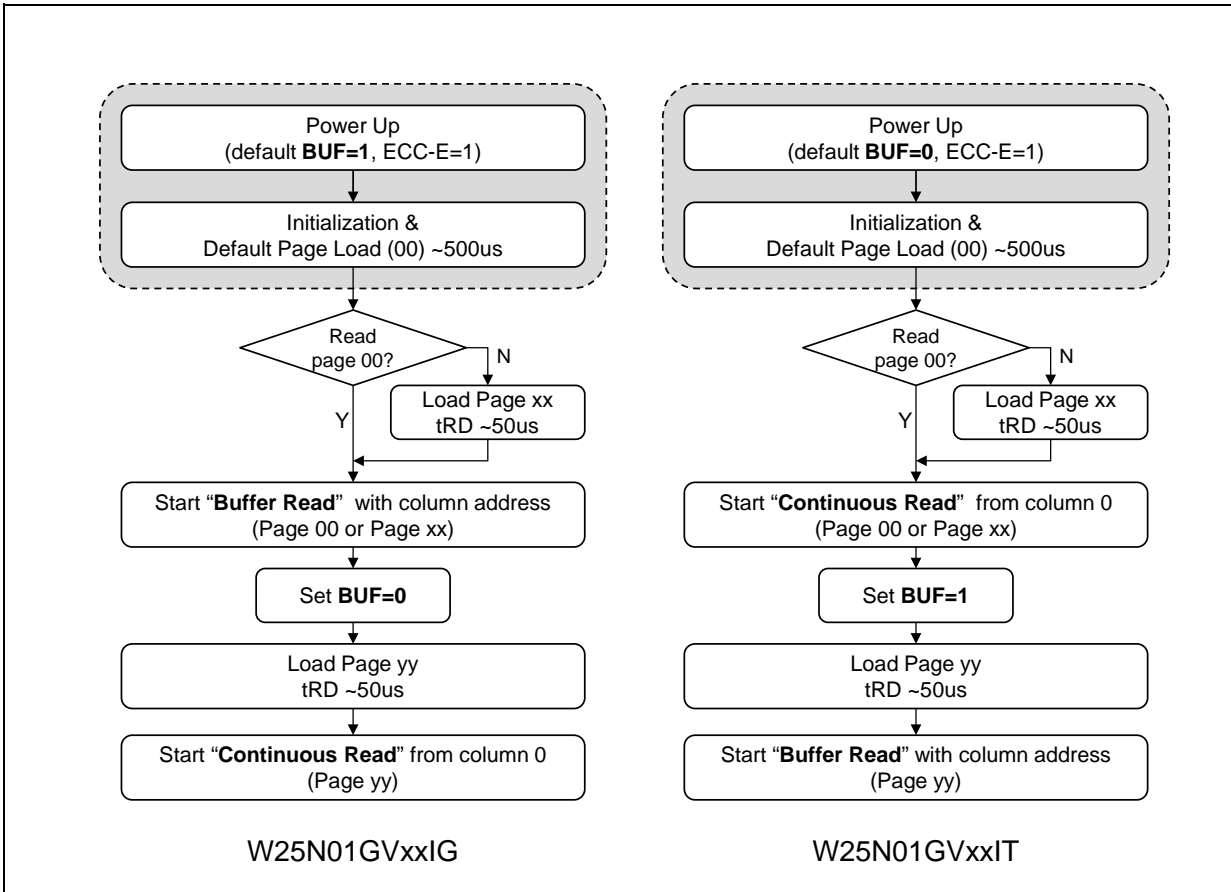 Power Up
(default BUF=1, ECC-E=1)
Initialization &
Default Page Load (00) ~500us
Read
page 00?
N
Load Page xx
tRD ~50us
Y
Start “Buffer Read” with column address
(Page 00 or Page xx)
Set BUF=0
Load Page yy
tRD ~50us
Start “Continuous Read” from column 0
(Page yy)
W25N01GVxxIG
Power Up
(default BUF=0, ECC-E=1)
Initialization &
Default Page Load (00) ~500us
Read
page 00?
N
Load Page xx
tRD ~50us
Y
Start “Continuous Read” from column 0
(Page 00 or Page xx)
Set BUF=1
Load Page yy
tRD ~50us
Start “Buffer Read” with column address
(Page yy)
W25N01GVxxIT